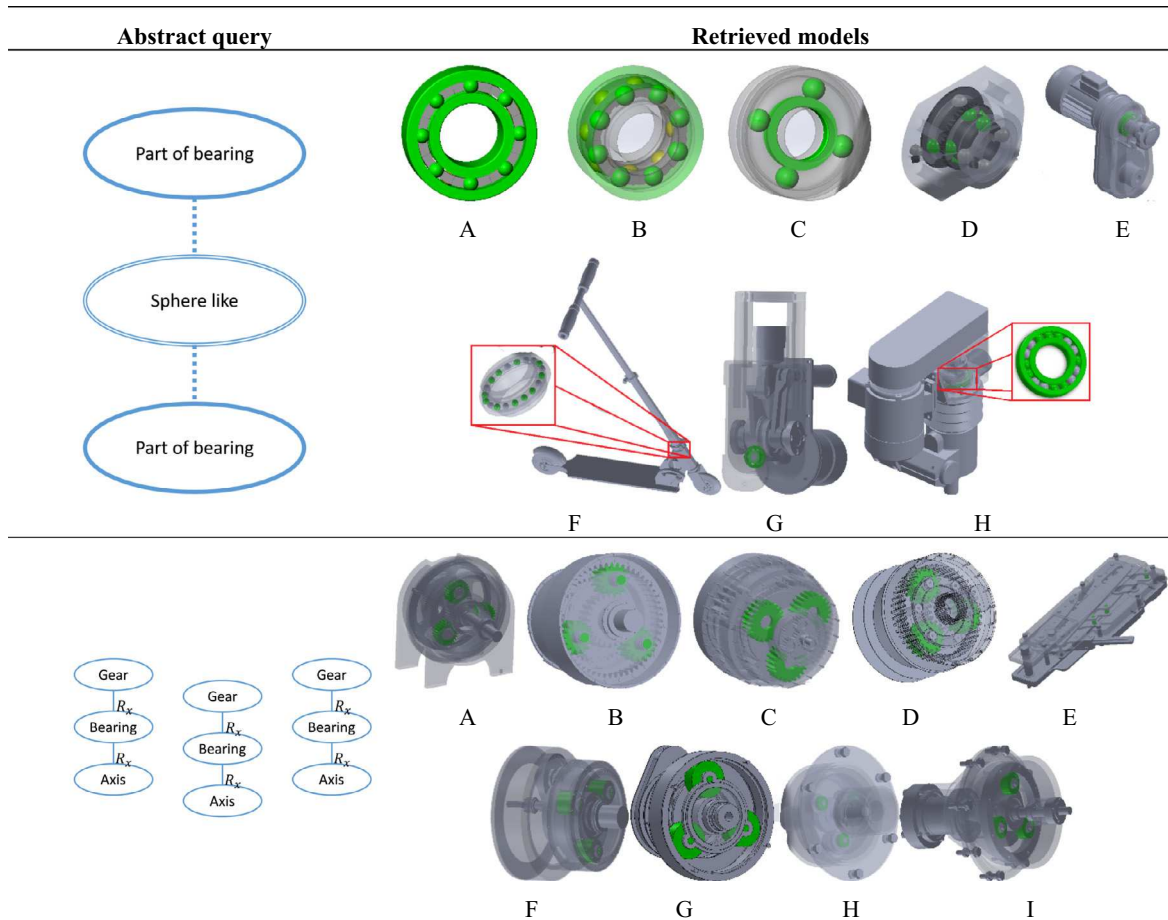 Abstract query Retrieved models
Part of bearing
Sphere like
Part of bearing
A B C D E
F G H
Gear Gear Gear
Rₓ Rₓ Rₓ
Bearing Bearing Bearing
Rₓ Rₓ Rₓ
Axis Axis Axis
A B C D E
F G H I